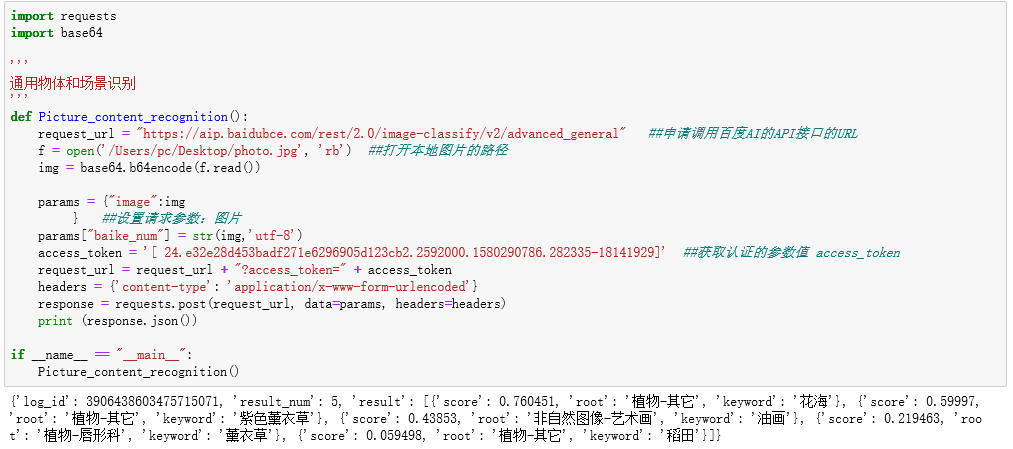 import requests
import base64
'''
通用物体和场景识别
'''
def Picture_content_recognition():
    request_url = "https://aip.baidubce.com/rest/2.0/image-classify/v2/advanced_general"   ##申请调用百度AI的API接口的URL
    f = open('/Users/pc/Desktop/photo.jpg', 'rb')  ##打开本地图片的路径
    img = base64.b64encode(f.read())
    params = {"image":img
         }   ##设置请求参数：图片
    params["baike_num"] = str(img,'utf-8')
    access_token = '[ 24.e32e28d453badf271e6296905d123cb2.2592000.1580290786.282335-18141929]'  ##获取认证的参数值 access_token
    request_url = request_url + "?access_token=" + access_token
    headers = {'content-type': 'application/x-www-form-urlencoded'}
    response = requests.post(request_url, data=params, headers=headers)
    print (response.json())
if __name__ == "__main__":
    Picture_content_recognition()
{'log_id': 3906438603475715071, 'result_num': 5, 'result': [{'score': 0.760451, 'root': '植物-其它', 'keyword': '花海'}, {'score': 0.59997,
'root': '植物-其它', 'keyword': '紫色薰衣草'}, {'score': 0.43853, 'root': '非自然图像-艺术画', 'keyword': '油画'}, {'score': 0.219463, 'roo
t': '植物-唇形科', 'keyword': '薰衣草'}, {'score': 0.059498, 'root': '植物-其它', 'keyword': '稻田'}]}